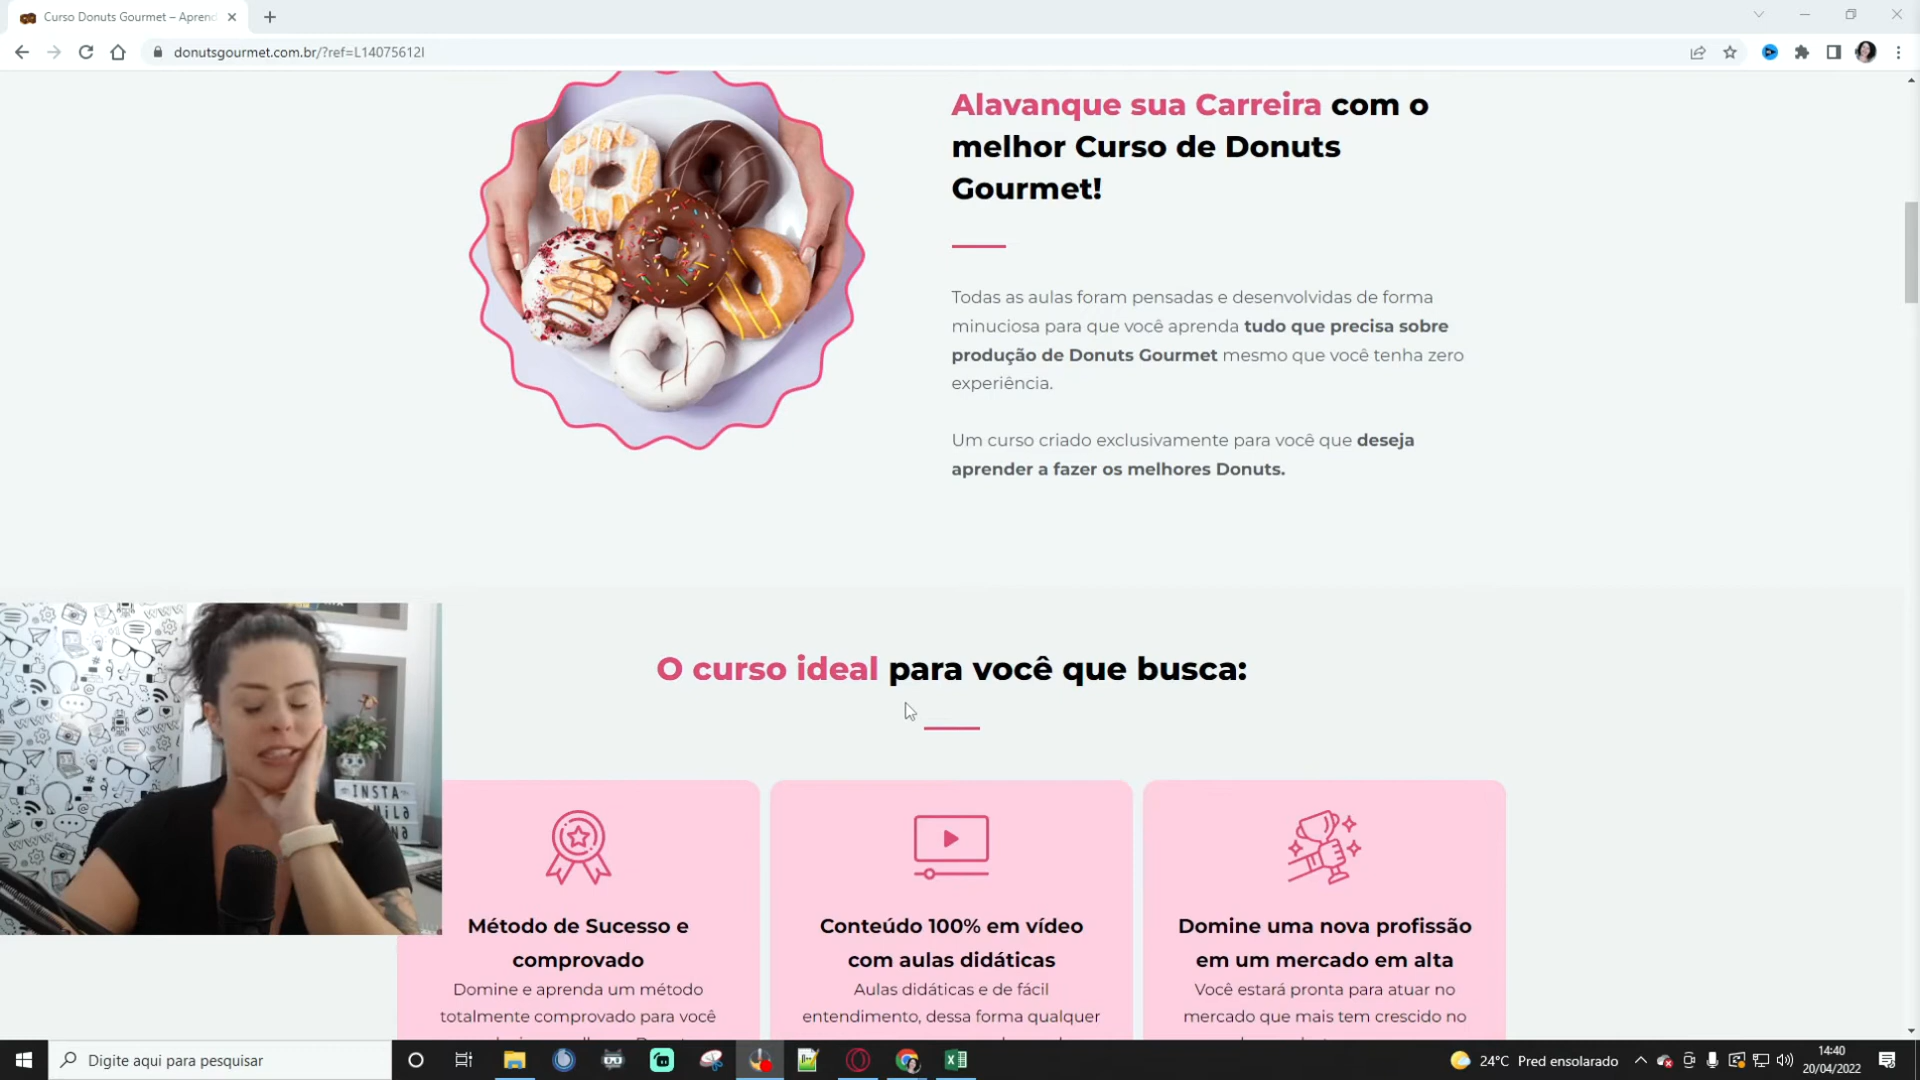 Curso Donuts Gourmet – Aprend
donutsgourmet.com.br/?ref=L14075612I
Alavanque sua Carreira com o
melhor Curso de Donuts
Gourmet!
Todas as aulas foram pensadas e desenvolvidas de forma
minuciosa para que você aprenda tudo que precisa sobre
produção de Donuts Gourmet mesmo que você tenha zero
experiência.
Um curso criado exclusivamente para você que deseja
aprender a fazer os melhores Donuts.
O curso ideal para você que busca:
INSTA
Método de Sucesso e
comprovado
Domine e aprenda um método
totalmente comprovado para você
Conteúdo 100% em vídeo
com aulas didáticas
Aulas didáticas e de fácil
entendimento, dessa forma qualquer
Domine uma nova profissão
em um mercado em alta
Você estará pronta para atuar no
mercado que mais tem crescido no
Digite aqui para pesquisar
24°C Pred ensolarado
14:40
20/04/2022